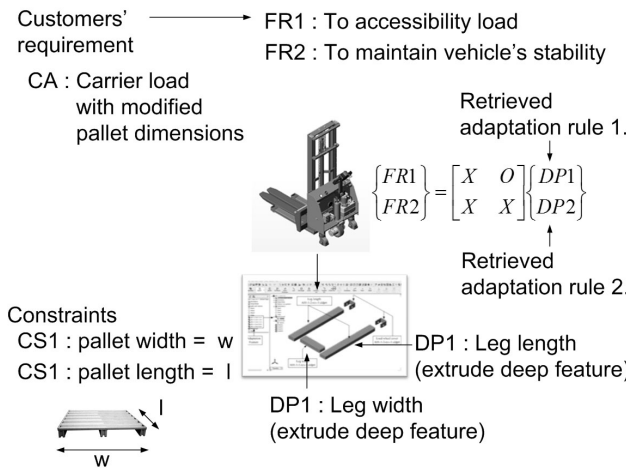 Customers'
requirement
FR1 : To accessibility load
FR2 : To maintain vehicle's stability
CA : Carrier load
with modified
pallet dimensions
Retrieved
adaptation rule 1.
{FR1 FR2} = [X O X X] {DP1 DP2}
Retrieved
adaptation rule 2.
Constraints
CS1 : pallet width = w
CS1 : pallet length = l
DP1 : Leg length
(extrude deep feature)
DP1 : Leg width
(extrude deep feature)
l
w